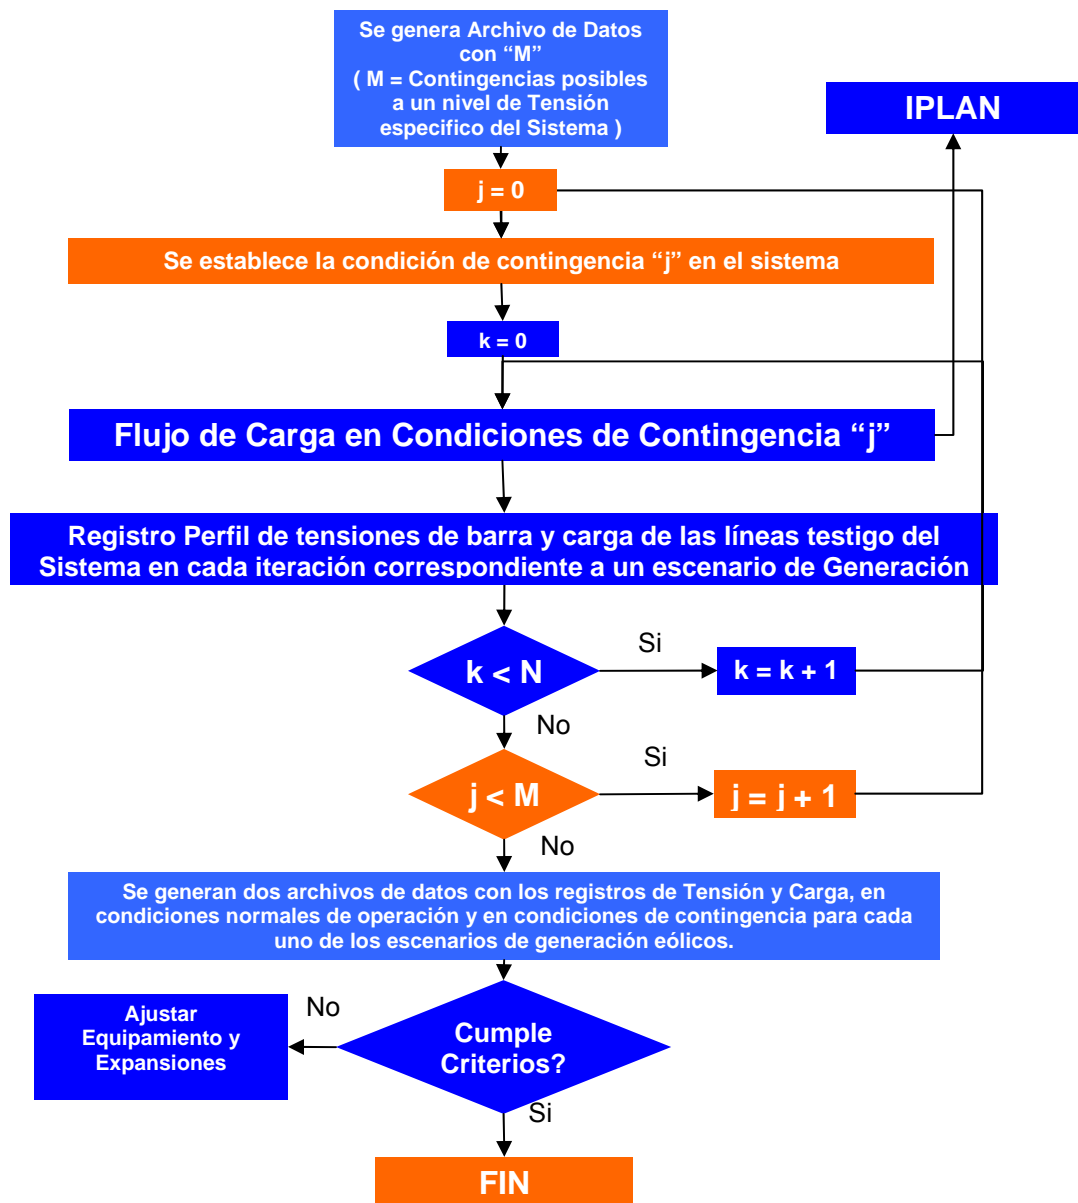 Se genera Archivo de Datos
con “M”
( M = Contingencias posibles
a un nivel de Tensión
especifico del Sistema )
IPLAN
j = 0
Se establece la condición de contingencia “j” en el sistema
k = 0
Flujo de Carga en Condiciones de Contingencia “j”
Registro Perfil de tensiones de barra y carga de las líneas testigo del
Sistema en cada iteración correspondiente a un escenario de Generación
k < N
Si
k = k + 1
No
j < M
Si
j = j + 1
No
Se generan dos archivos de datos con los registros de Tensión y Carga, en
condiciones normales de operación y en condiciones de contingencia para cada
uno de los escenarios de generación eólicos.
Cumple
Criterios?
No
Ajustar
Equipamiento y
Expansiones
Si
FIN